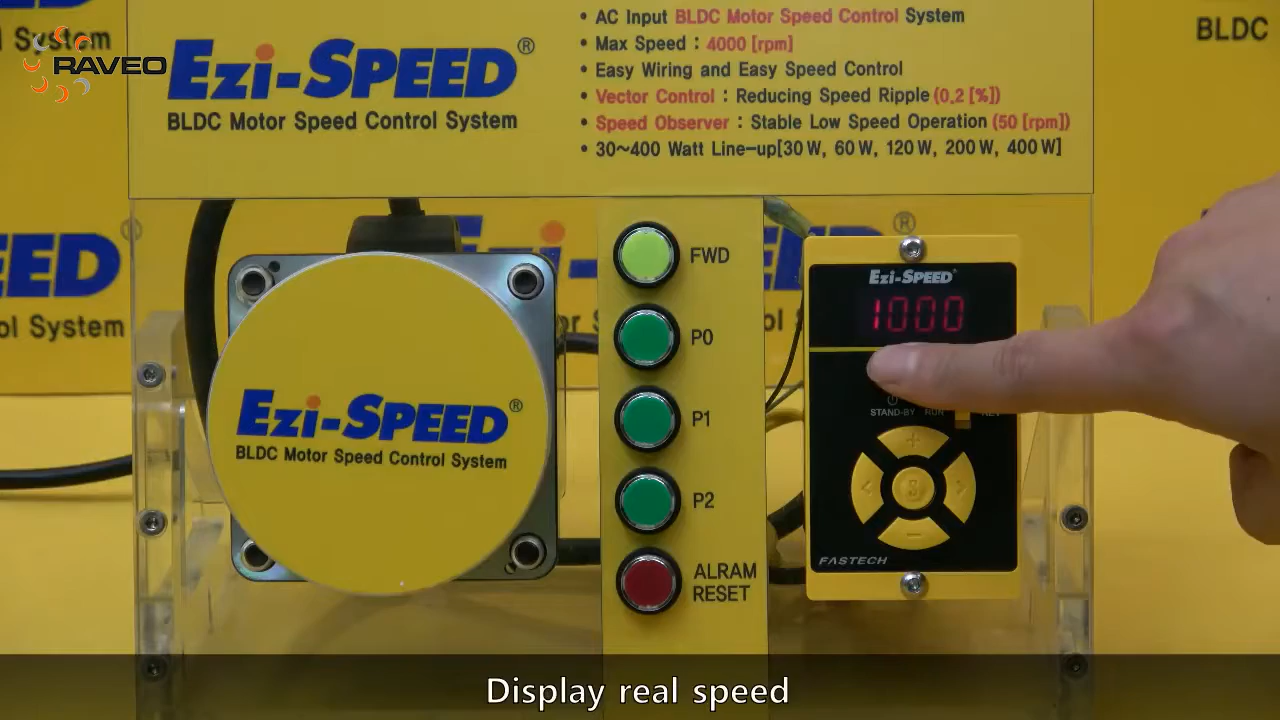 System
RAVEO
Ezi-SPEED®
BLDC Motor Speed Control System
• AC Input BLDC Motor Speed Control System
• Max Speed : 4000 [rpm]
• Easy Wiring and Easy Speed Control
• Vector Control : Reducing Speed Ripple (0,2 [%])
• Speed Observer : Stable Low Speed Operation (50 [rpm])
• 30~400 Watt Line-up[30 W, 60 W, 120 W, 200 W, 400 W]
BLDC
ED®
ol System
®
FWD
P0
P1
P2
ALRAM
RESET
Ezi-SPEED®
BLDC Motor Speed Control System
Ezi-SPEED®
1000
STAND-BY RUN
+
< S >
−
FASTECH
Display real speed